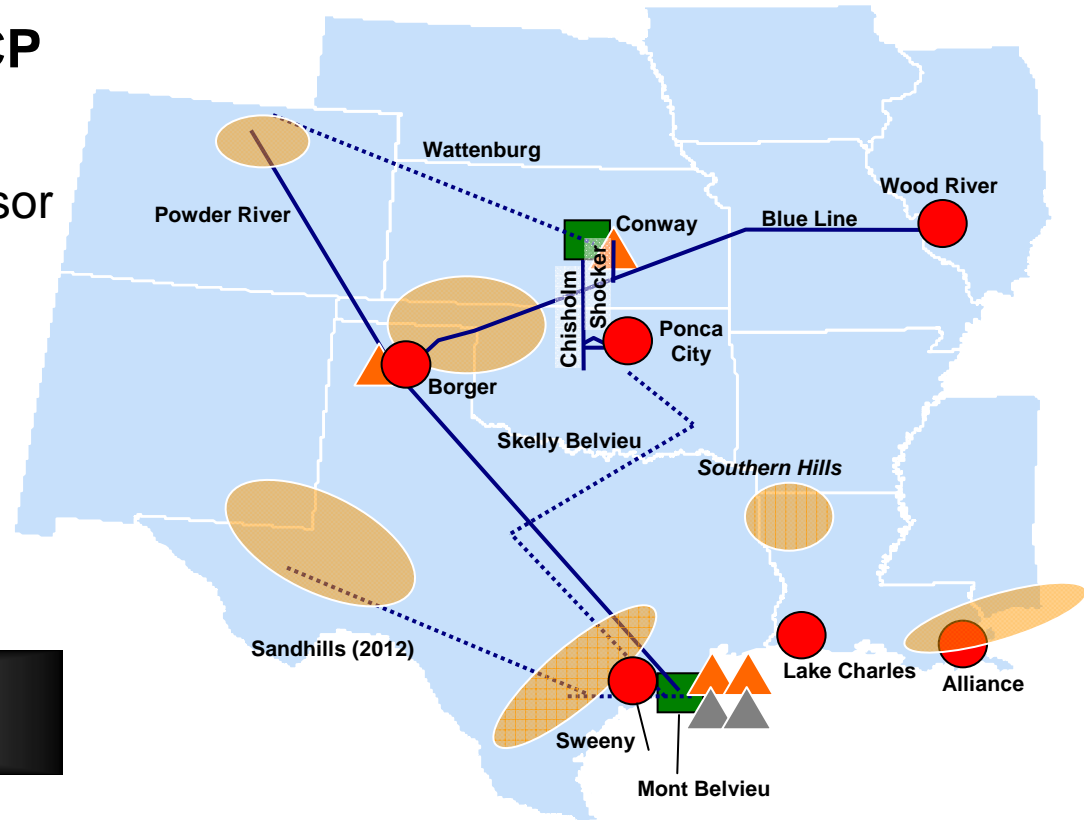 CP
sor
Wattenburg
Wood River
Powder River
Conway
Blue Line
Chisholm
Shocker
Ponca
City
Borger
Skelly Belvieu
Southern Hills
Sandhills (2012)
Lake Charles
Alliance
Sweeny
Mont Belvieu